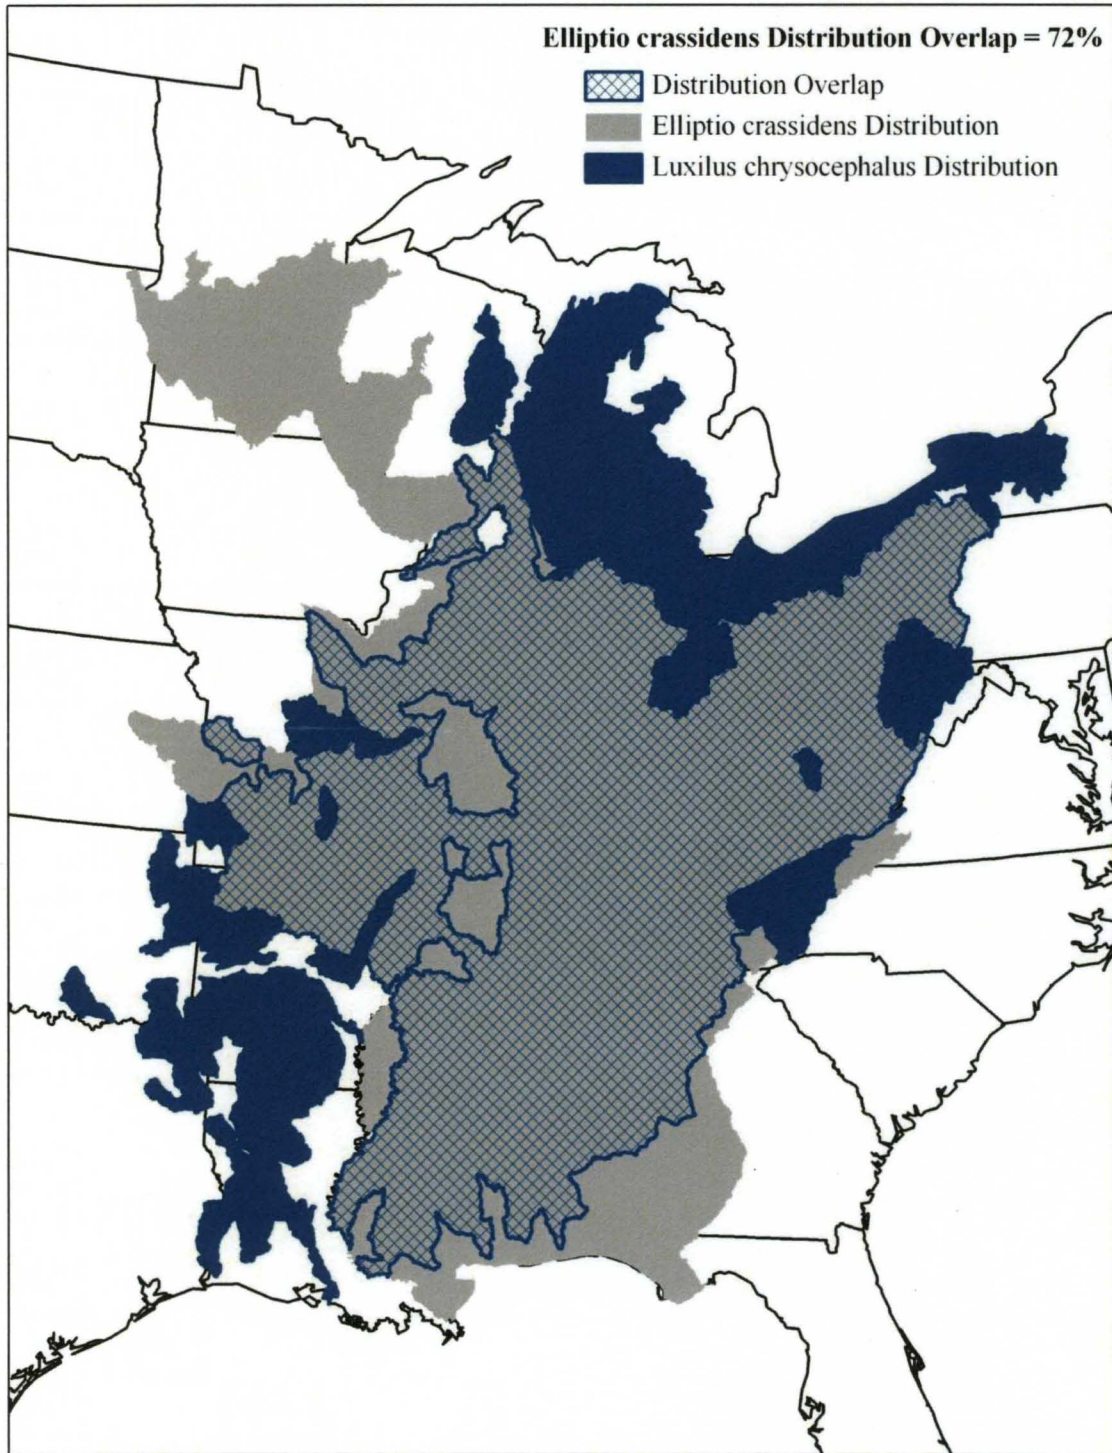 Elliptio crassidens Distribution Overlap = 72%
Distribution Overlap
Elliptio crassidens Distribution
Luxilus chrysocephalus Distribution